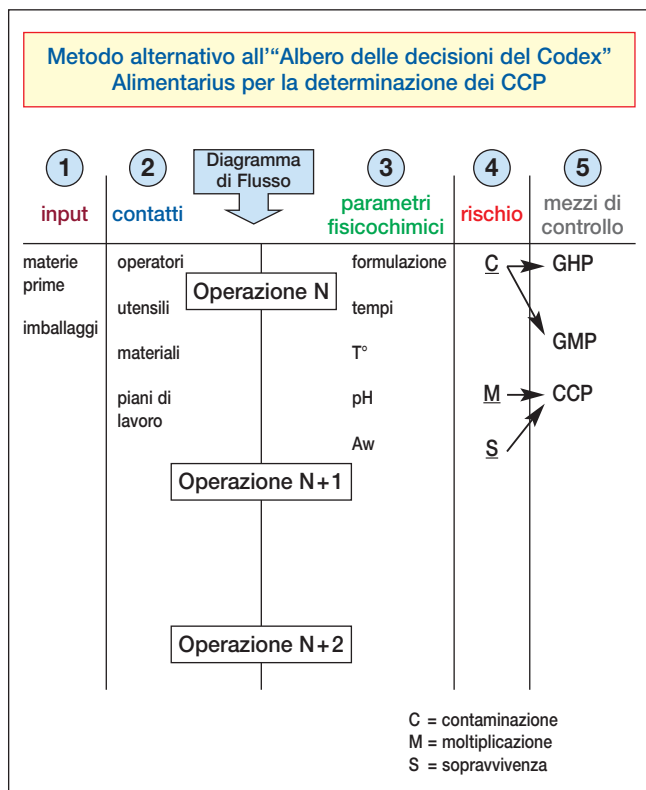 Metodo alternativo all'“Albero delle decisioni del Codex”
Alimentarius per la determinazione dei CCP
1
input
2
contatti
Diagramma
di Flusso
3
parametri
fisicochimici
4
rischio
5
mezzi di
controllo
materie
prime
imballaggi
operatori
utensili
materiali
piani di
lavoro
Operazione N
Operazione N+1
Operazione N+2
formulazione
tempi
T°
pH
Aw
C
M
S
GHP
GMP
CCP
C = contaminazione
M = moltiplicazione
S = sopravvivenza